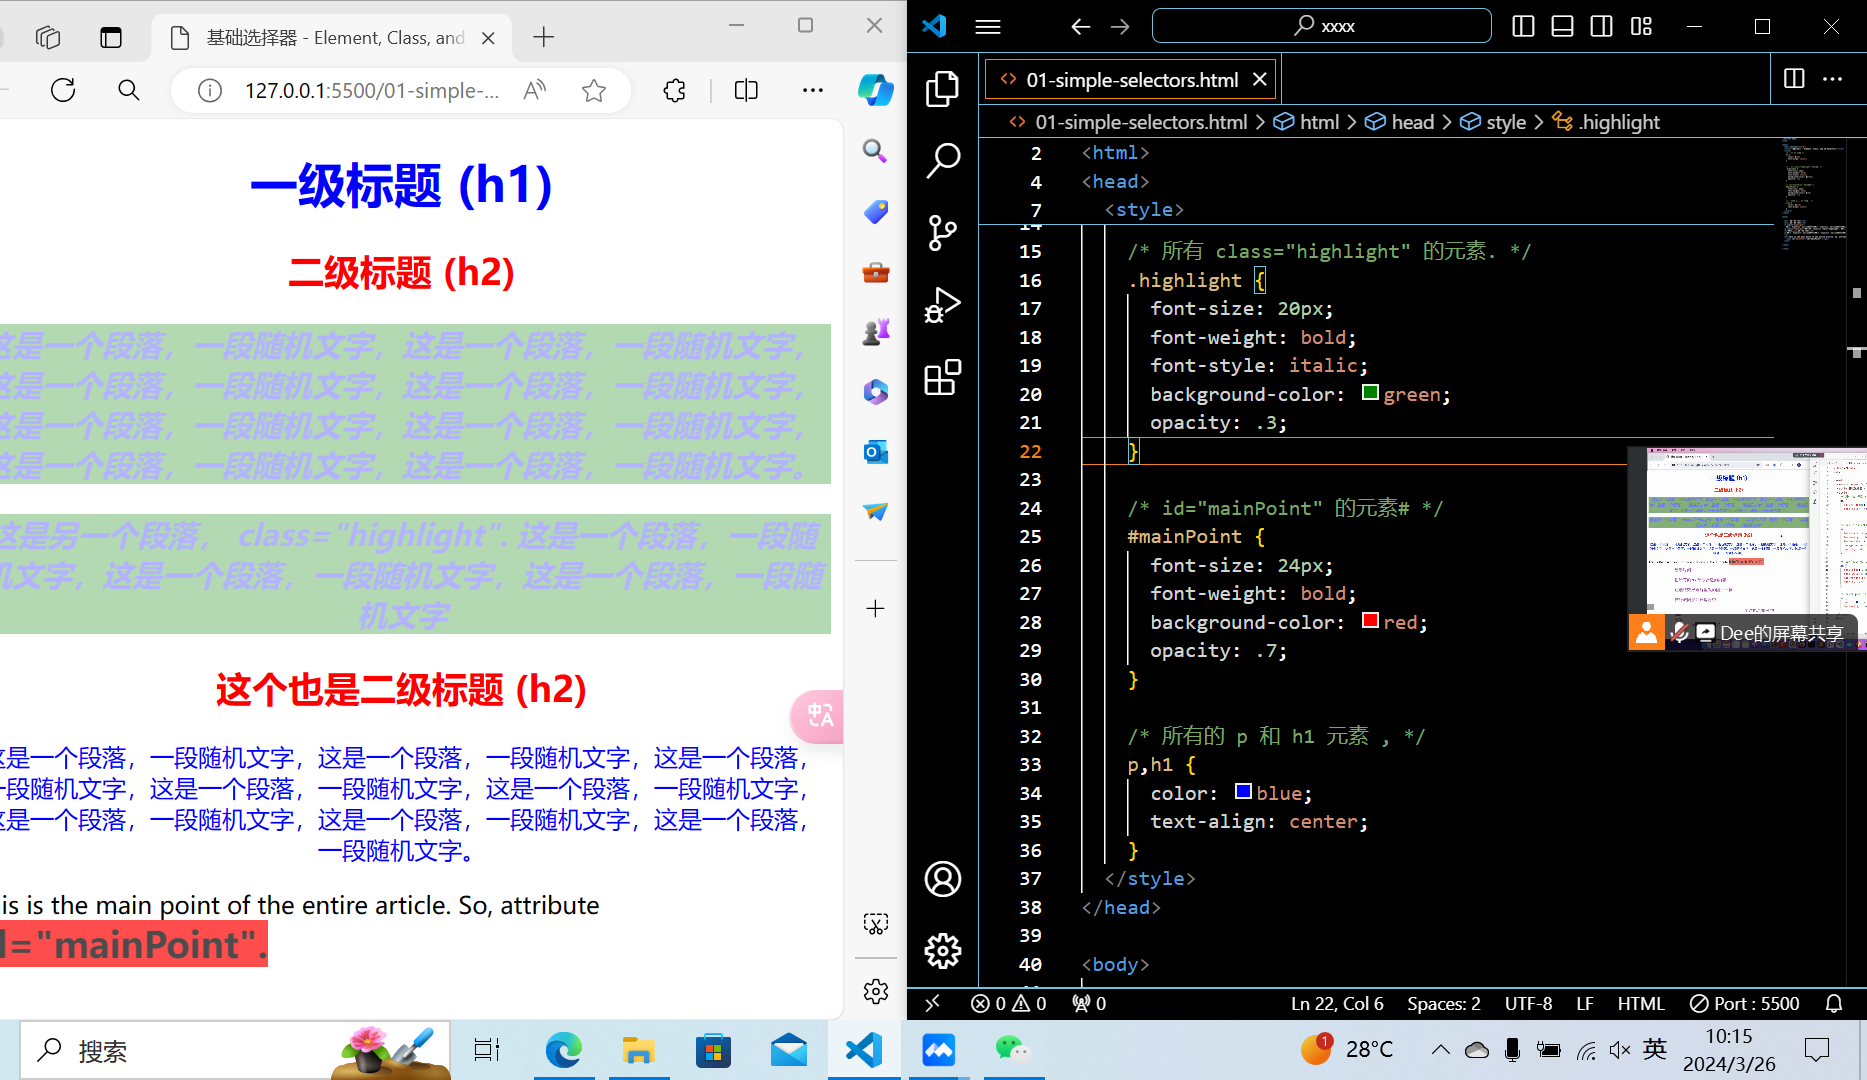 基础选择器 - Element, Class, and
127.0.0.1:5500/01-simple-...
一级标题 (h1)
二级标题 (h2)
这是一个段落，一段随机文字，这是一个段落，一段随机文字，
这是一个段落，一段随机文字，这是一个段落，一段随机文字，
这是一个段落，一段随机文字，这是一个段落，一段随机文字，
这是一个段落，一段随机文字，这是一个段落，一段随机文字。
这是另一个段落， class="highlight". 这是一个段落，一段随
机文字，这是一个段落，一段随机文字，这是一个段落，一段随
机文字
这个也是二级标题 (h2)
这是一个段落，一段随机文字，这是一个段落，一段随机文字，这是一个段落，
一段随机文字，这是一个段落，一段随机文字，这是一个段落，一段随机文字，
这是一个段落，一段随机文字，这是一个段落，一段随机文字，这是一个段落，
一段随机文字。
is is the main point of the entire article. So, attribute
="mainPoint".
中A
xxxx
01-simple-selectors.html
01-simple-selectors.html > html > head > style > .highlight
2 <html>
4 <head>
7 <style>
14
15 /* 所有 class="highlight" 的元素. */
16 .highlight {
17 font-size: 20px;
18 font-weight: bold;
19 font-style: italic;
20 background-color: green;
21 opacity: .3;
22 }
23
24 /* id="mainPoint" 的元素# */
25 #mainPoint {
26 font-size: 24px;
27 font-weight: bold;
28 background-color: red;
29 opacity: .7;
30 }
31
32 /* 所有的 p 和 h1 元素 , */
33 p,h1 {
34 color: blue;
35 text-align: center;
36 }
37 </style>
38 </head>
39
40 <body>
Dee的屏幕共享
0 0 0 Ln 22, Col 6 Spaces: 2 UTF-8 LF HTML Port : 5500
搜索
1 28°C 英 10:15
2024/3/26